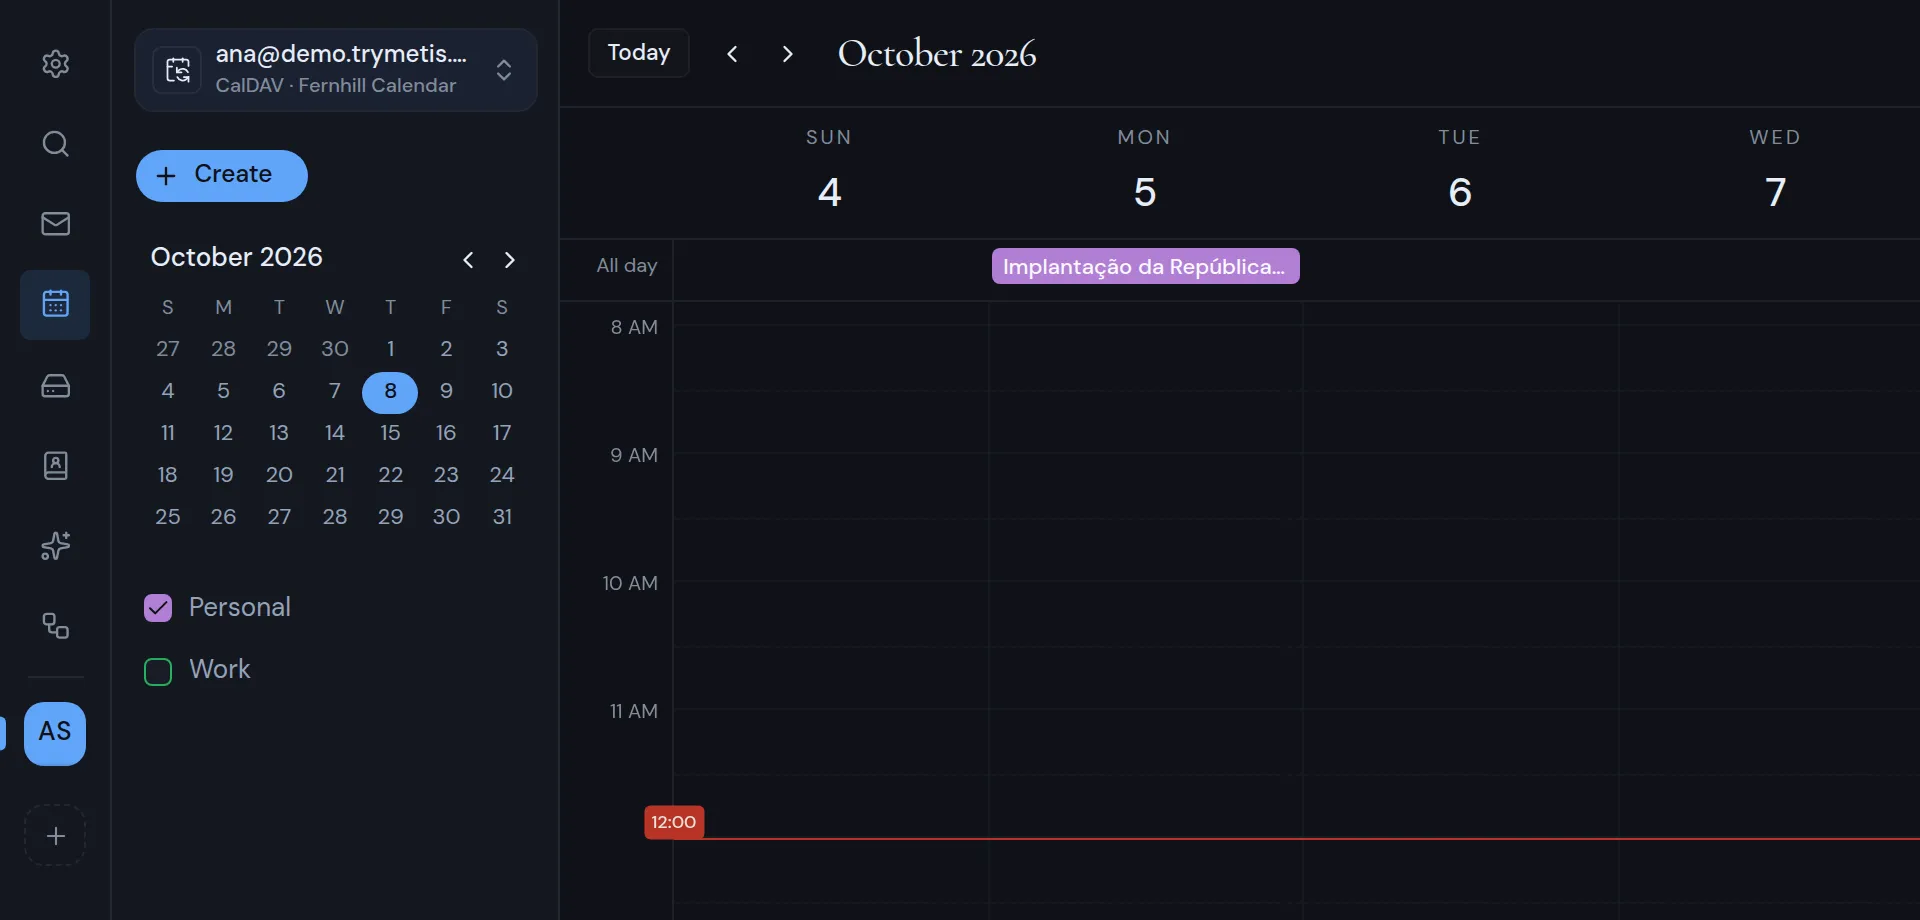 ana@demo.trymetis....
CalDAV · Fernhill Calendar
Create
October 2026
S M T W T F S
27 28 29 30 1 2 3
4 5 6 7 8 9 10
11 12 13 14 15 16 17
18 19 20 21 22 23 24
25 26 27 28 29 30 31
Personal
Work
AS
Today
October 2026
SUN MON TUE WED
4 5 6 7
All day
Implantação da República...
8 AM
9 AM
10 AM
11 AM
12:00